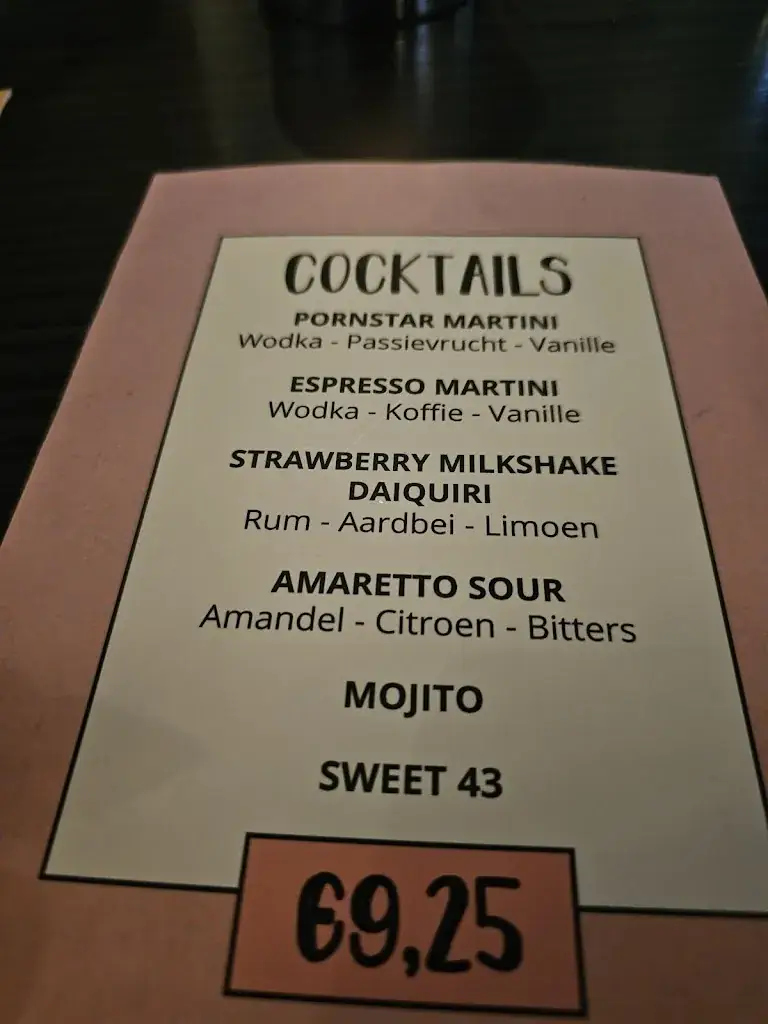 COCKTAILS
PORNSTAR MARTINI
Wodka - Passievrucht - Vanille
ESPRESSO MARTINI
Wodka - Koffie - Vanille
STRAWBERRY MILKSHAKE
DAIQUIRI
Rum - Aardbei - Limoen
AMARETTO SOUR
Amandel - Citroen - Bitters
MOJITO
SWEET 43
€9,25